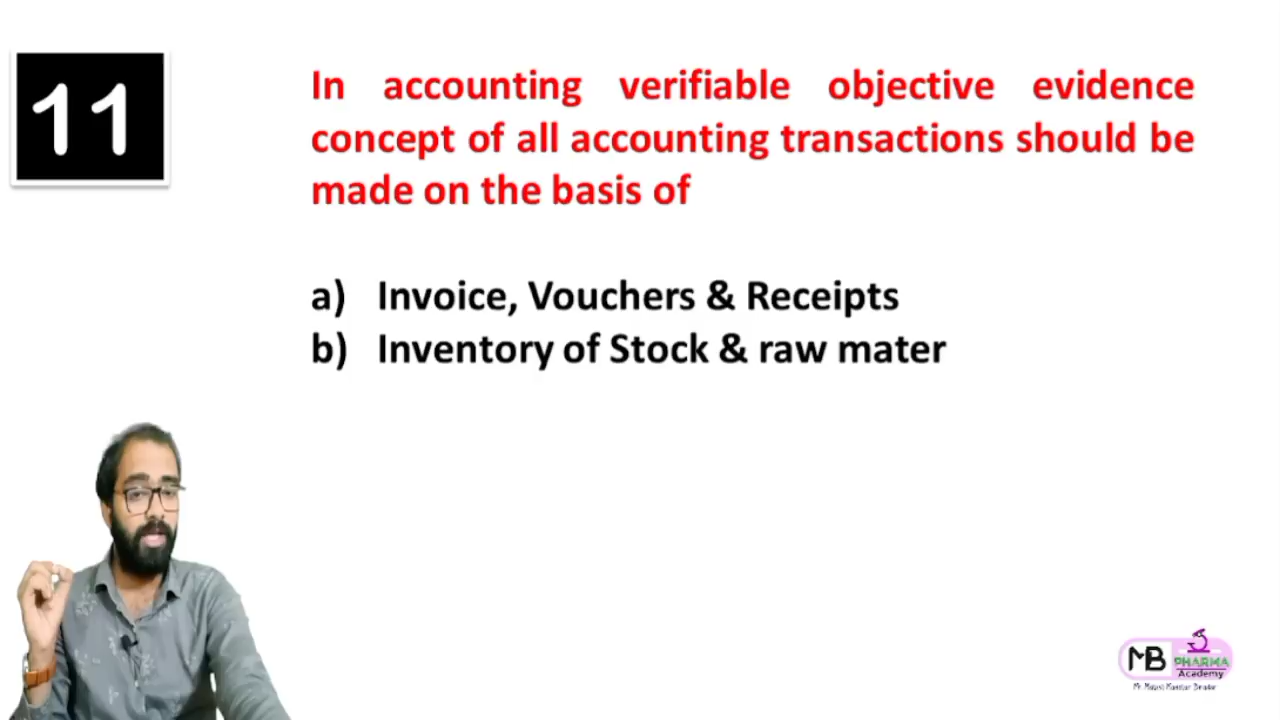 11
In accounting verifiable objective evidence
concept of all accounting transactions should be
made on the basis of
a) Invoice, Vouchers & Receipts
b) Inventory of Stock & raw mater
MB PHARMA
Academy